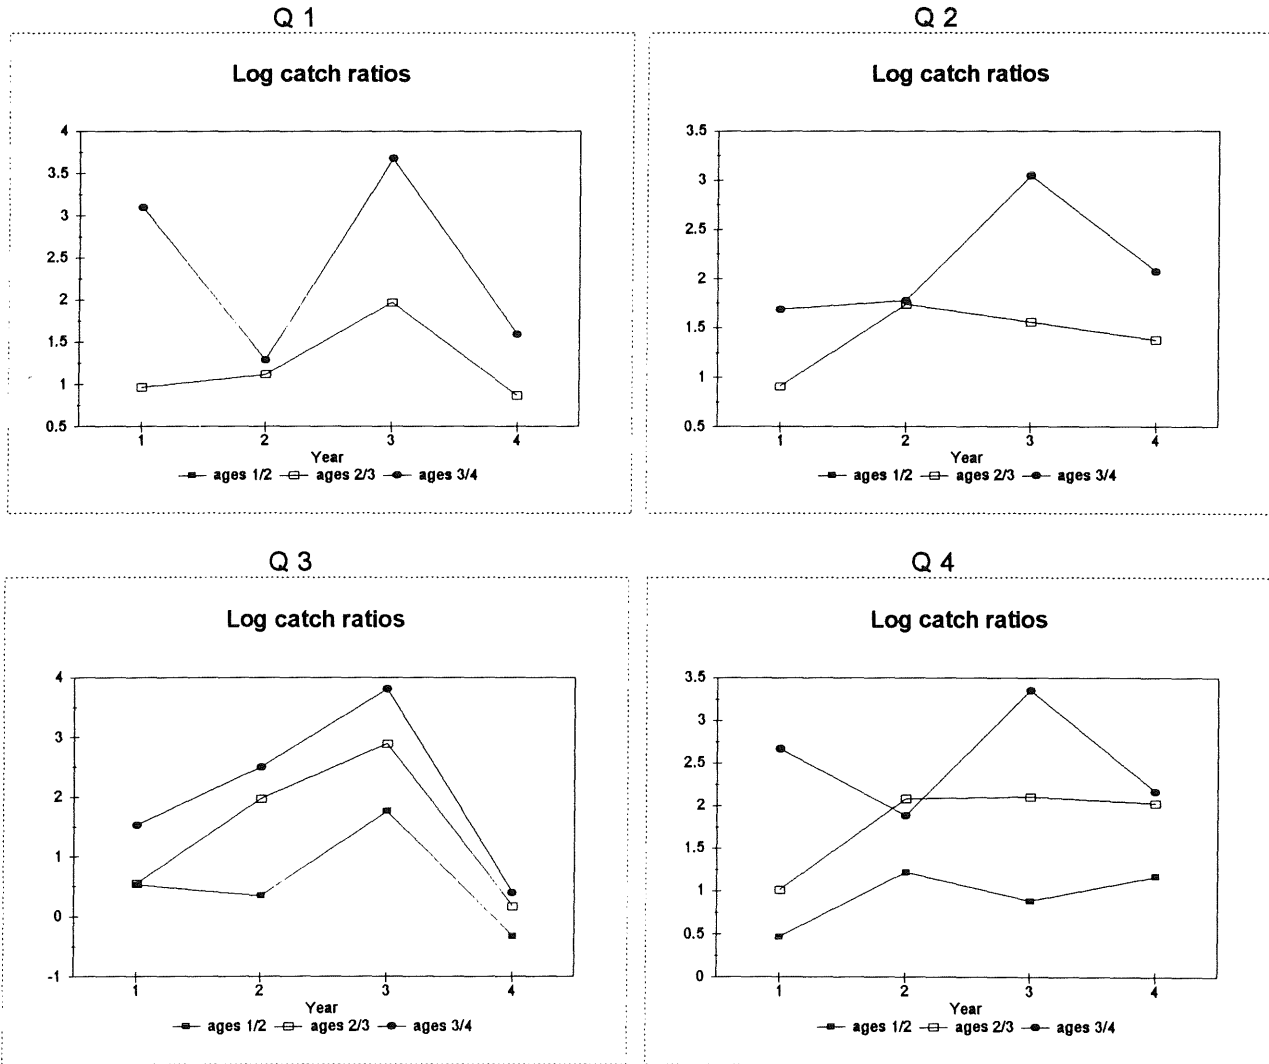 Q 1
Log catch ratios
4
3.5
3
2.5
2
1.5
1
0.5
1 2 3 4
Year
ages 1/2 ages 2/3 ages 3/4
Q 2
Log catch ratios
3.5
3
2.5
2
1.5
1
0.5
1 2 3 4
Year
ages 1/2 ages 2/3 ages 3/4
Q 3
Log catch ratios
4
3
2
1
0
-1
1 2 3 4
Year
ages 1/2 ages 2/3 ages 3/4
Q 4
Log catch ratios
3.5
3
2.5
2
1.5
1
0.5
0
1 2 3 4
Year
ages 1/2 ages 2/3 ages 3/4